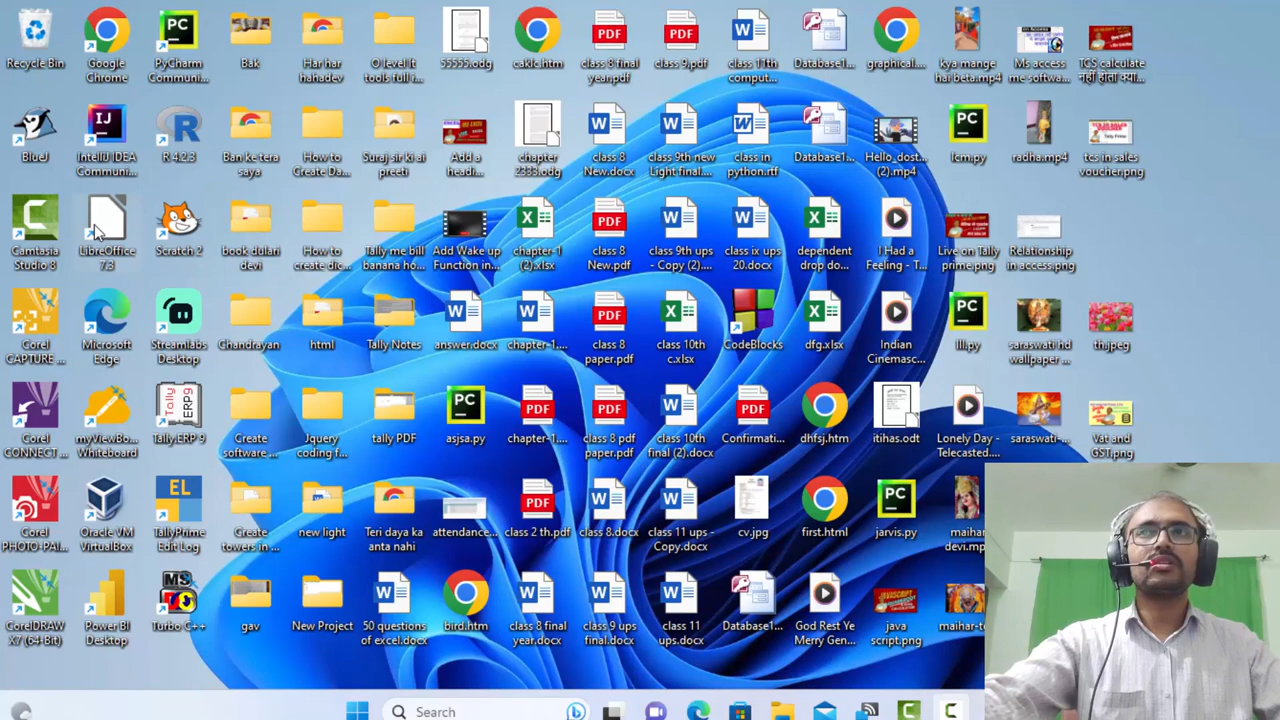 Recycle Bin
Google
Chrome
PyCharm
Communi...
Bak
Har har
hahadev
O level it
tools full r...
55555.odg
caklc.htm
class 8 final
year.pdf
class 9.pdf
class 11th
comput...
Database1...
graphical....
kya mange
hai beta.mp4
Ms access
me softwa...
TCS calculate
नहीं होता क्या...
BlueJ
IntelliJ IDEA
Communi...
R 4.2.3
Ban ke tera
saya
How to
Create Da...
Suraj sir ki ai
preeti
Add a
headi...
chapter
2333.odg
class 8
New.docx
class 9th new
Light final....
class in
python.rtf
Database1...
Hello_dost...
(2).mp4
lcm.py
radha.mp4
tcs in sales
voucher.png
Camtasia
Studio 8
LibreOffice
7.3
Scratch 2
book chan
devi
How to
create dic...
Tally me bill
banana ho...
Add Wake up
Function in...
chapter-1
(2).xlsx
class 8
New.pdf
class 9th ups
- Copy (2)....
class ix ups
20.docx
dependent
drop do...
I Had a
Feeling - T...
Live on Tally
prime.png
Relationship
in access.png
Corel
CAPTURE ...
Microsoft
Edge
Streamlabs
Desktop
Chandrayan
html
Tally Notes
answer.docx
chapter-1....
class 8
paper.pdf
class 10th
c.xlsx
CodeBlocks
dfg.xlsx
Indian
Cinemasc...
lll.py
saraswati hd
wallpaper ...
th.jpeg
Corel
CONNECT ...
myViewBo...
Whiteboard
Tally.ERP 9
Create
software ...
Jquery
coding f...
tally PDF
asjsa.py
chapter-1....
class 8 pdf
paper.pdf
class 10th
final (2).docx
Confirmati...
dhfsj.htm
itihas.odt
Lonely Day -
Telecasted....
saraswati-...
Vat and
GST.png
Corel
PHOTO-PAI...
Oracle VM
VirtualBox
TallyPrime
Edit Log
Create
towers in ...
new light
Teri daya ka
anta nahi
attendance...
class 2 th.pdf
class 8.docx
class 11 ups -
Copy.docx
cv.jpg
first.html
jarvis.py
maihar
devi.mp
CorelDRAW
X7 (64 Bit)
Power BI
Desktop
Turbo C++
gav
New Project
50 questions
of excel.docx
bird.htm
class 8 final
year.docx
class 9 ups
final.docx
class 11
ups.docx
Database1...
God Rest Ye
Merry Gen...
java
script.png
maihar-t
Search